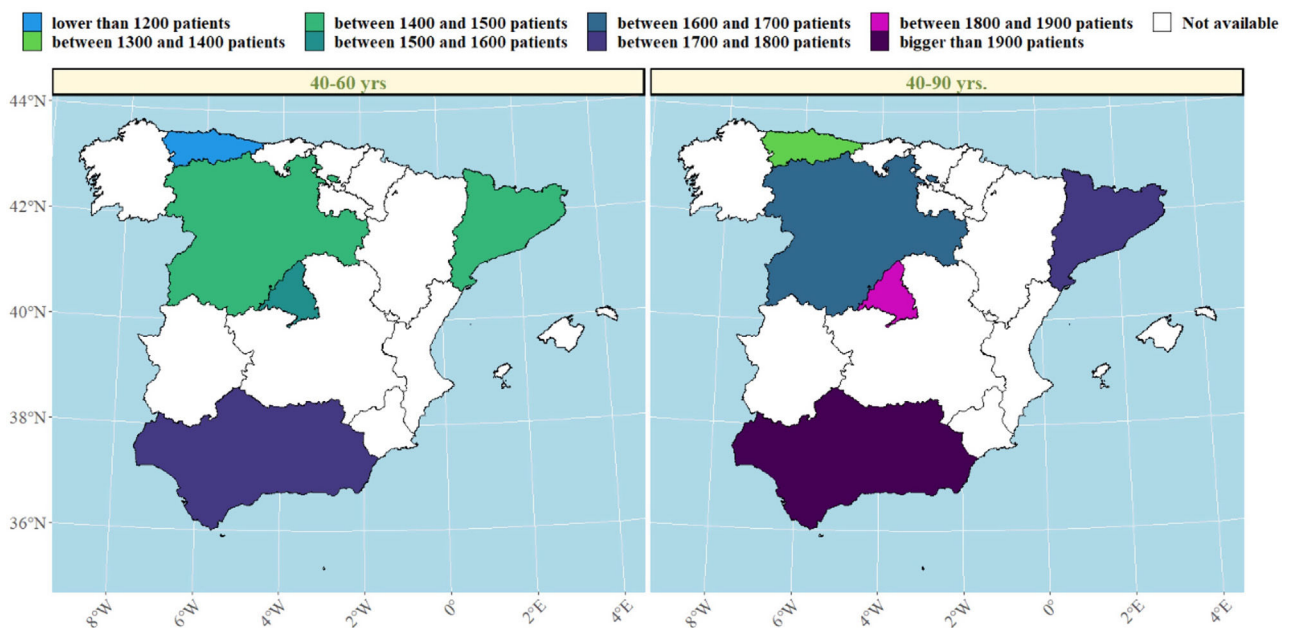 lower than 1200 patients between 1400 and 1500 patients between 1600 and 1700 patients between 1800 and 1900 patients Not available
between 1300 and 1400 patients between 1500 and 1600 patients between 1700 and 1800 patients bigger than 1900 patients
40-60 yrs 40-90 yrs.
44°N
42°N
40°N
38°N
36°N
8°W 6°W 4°W 2°W 0° 2°E 4°E 8°W 6°W 4°W 2°W 0° 2°E 4°E